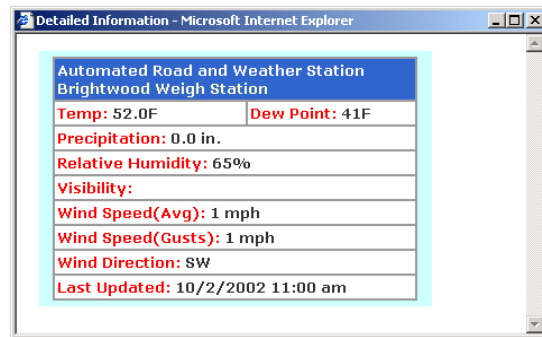 Detailed Information - Microsoft Internet Explorer
Automated Road and Weather Station
Brightwood Weigh Station
Temp: 52.0F Dew Point: 41F
Precipitation: 0.0 in.
Relative Humidity: 65%
Visibility:
Wind Speed(Avg): 1 mph
Wind Speed(Gusts): 1 mph
Wind Direction: SW
Last Updated: 10/2/2002 11:00 am